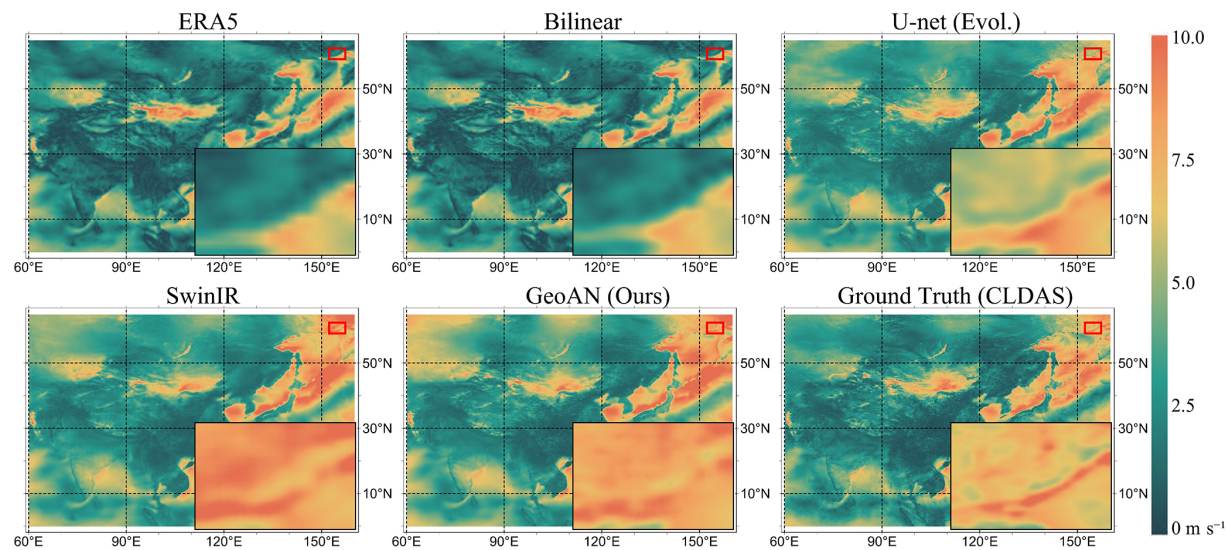 ERA5 Bilinear U-net (Evol.)
10.0
50°N 50°N 50°N
7.5
30°N 30°N 30°N
10°N 10°N 10°N
60°E 90°E 120°E 150°E 60°E 90°E 120°E 150°E 60°E 90°E 120°E 150°E
5.0
SwinIR GeoAN (Ours) Ground Truth (CLDAS)
50°N 50°N 50°N
2.5
30°N 30°N 30°N
10°N 10°N 10°N
0 m s⁻¹
60°E 90°E 120°E 150°E 60°E 90°E 120°E 150°E 60°E 90°E 120°E 150°E